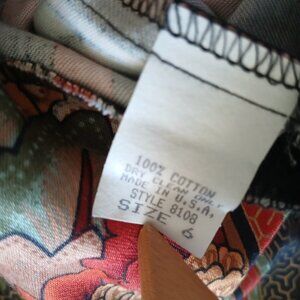 100% COTTON
DRY CLEAN ONLY
MADE IN U.S.A.
STYLE 8108
SIZE 6